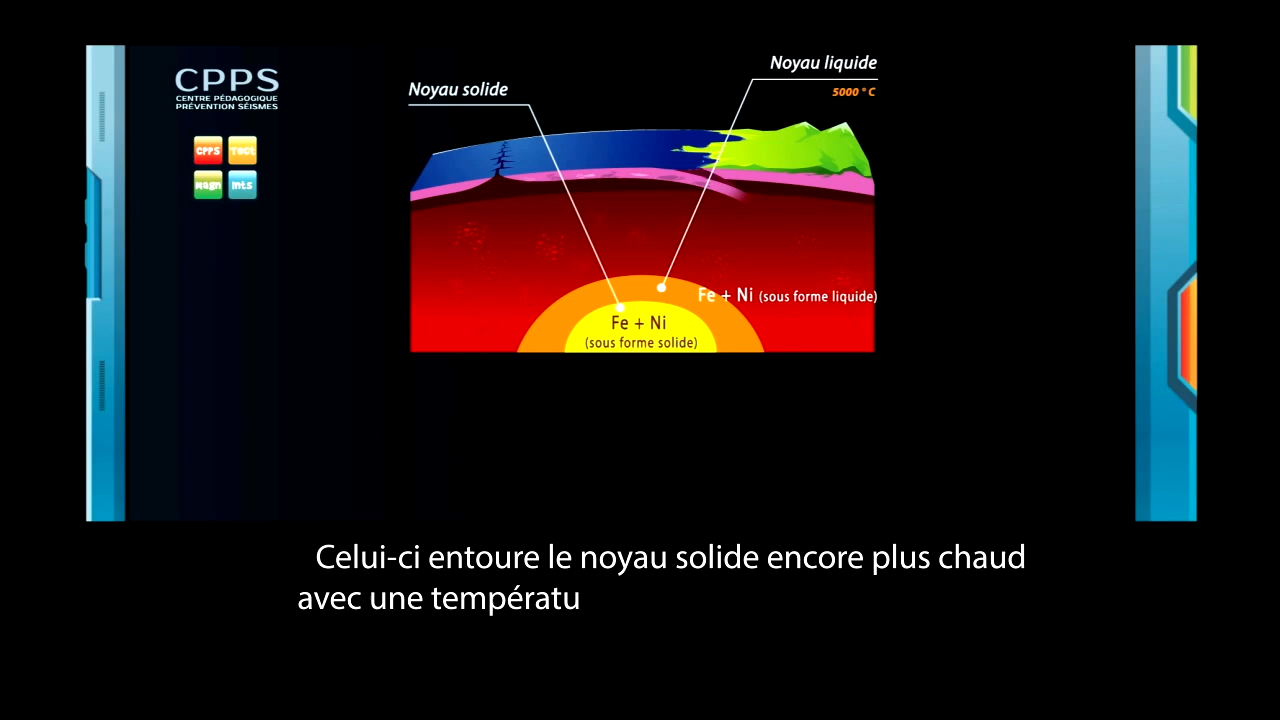 CPPS
CENTRE PÉDAGOGIQUE
PRÉVENTION SÉISMES
CPPS
Tect
Magn
Mts
Noyau solide
Noyau liquide
5000 ° C
Fe + Ni (sous forme liquide)
Fe + Ni
(sous forme solide)
Celui-ci entoure le noyau solide encore plus chaud
avec une températu